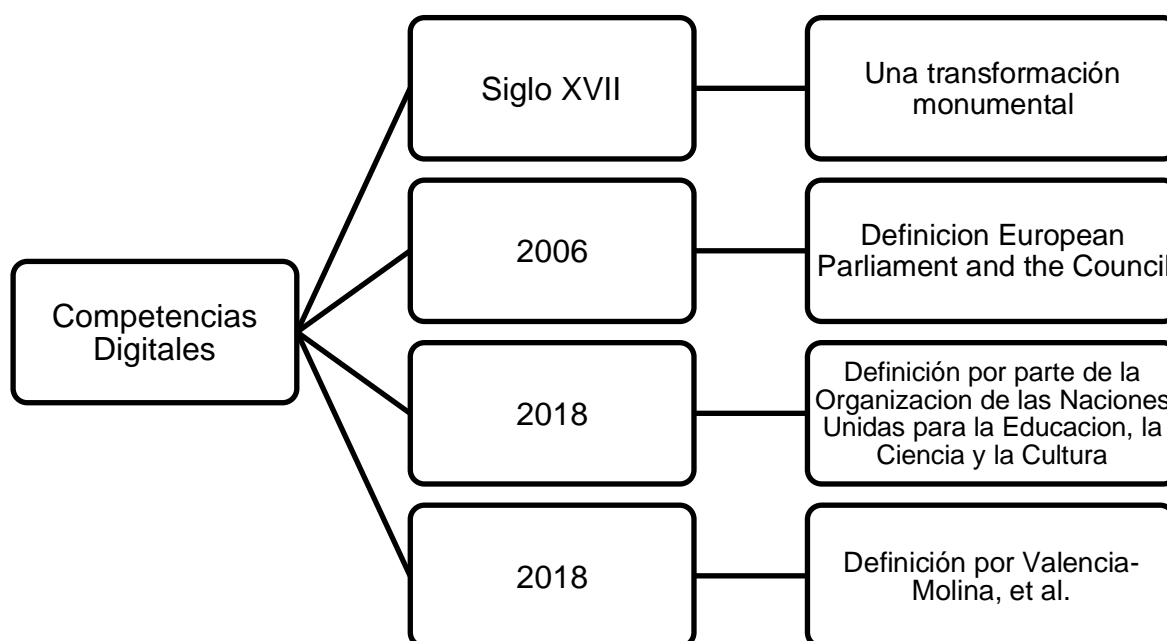 Competencias
Digitales
Siglo XVII
Una transformación
monumental
2006
Definicion European
Parliament and the Council
2018
Definición por parte de la
Organizacion de las Naciones
Unidas para la Educacion, la
Ciencia y la Cultura
2018
Definición por Valencia-
Molina, et al.